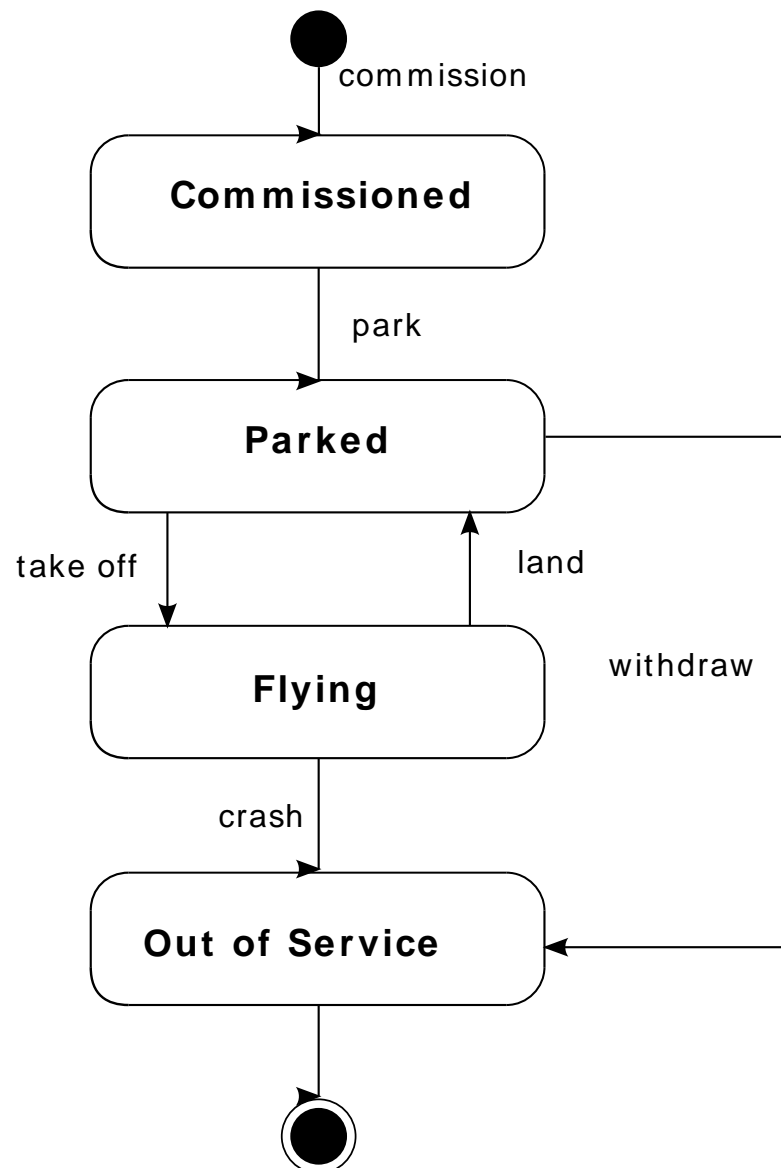 commission
Commissioned
park
Parked
take off
land
withdraw
Flying
crash
Out of Service